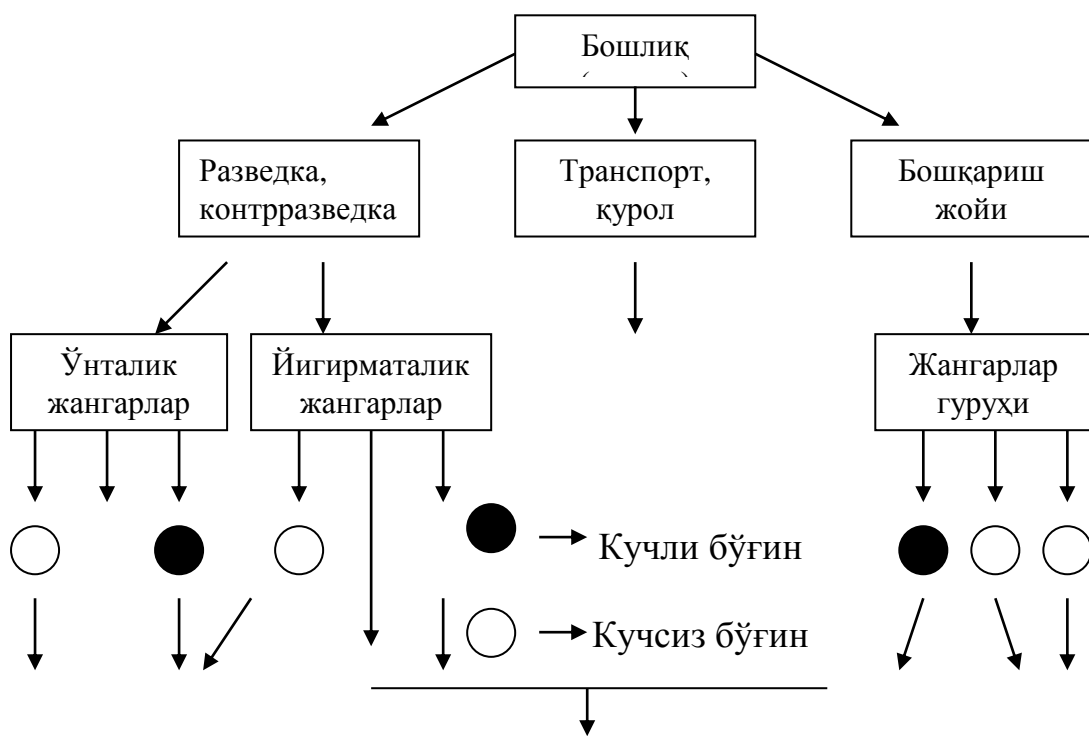 Бошлиқ
Разведка,
контрразведка
Транспорт,
қурол
Бошқариш
жойи
Ўнталик
жангарлар
Йигирматалик
жангарлар
Жангарлар
гуруҳи
Кучли бўғин
Кучсиз бўғин